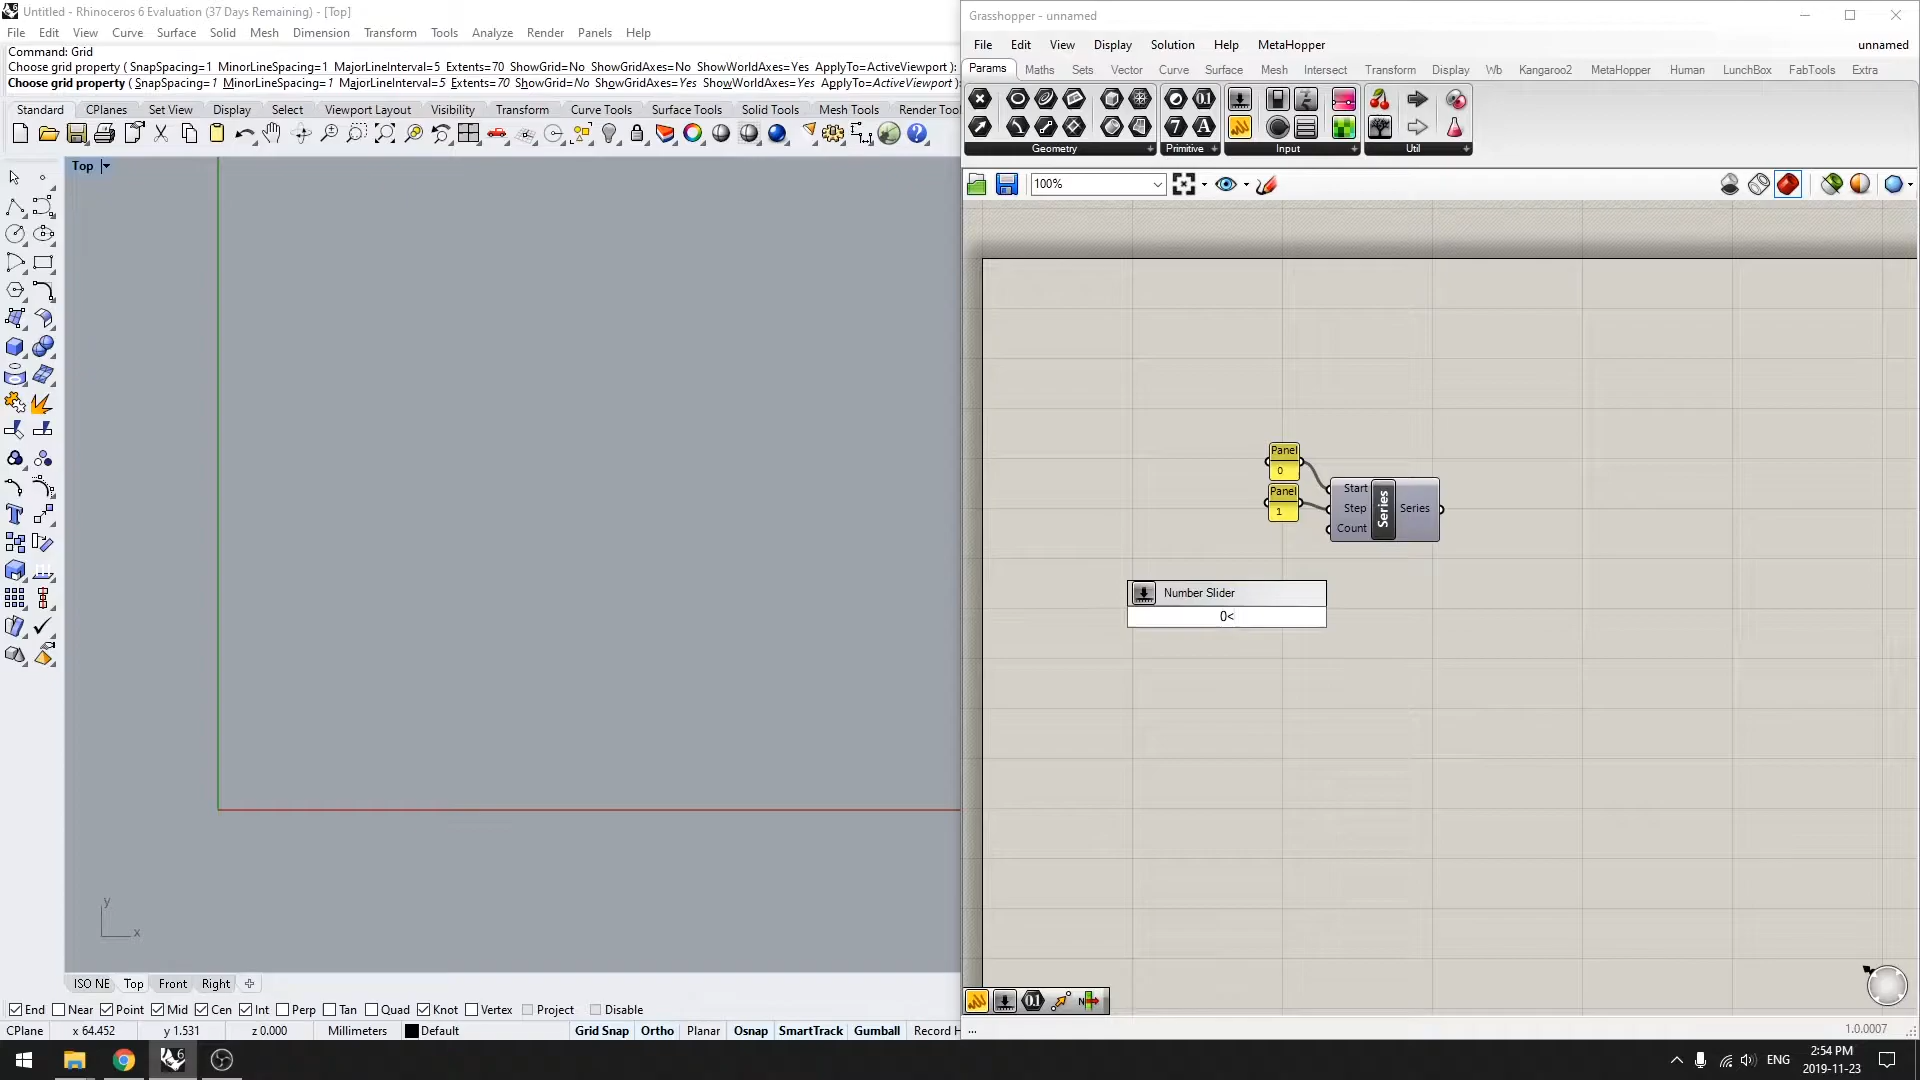 Untitled - Rhinoceros 6 Evaluation (37 Days Remaining) - [Top]
File Edit View Curve Surface Solid Mesh Dimension Transform Tools Analyze Render Panels Help
Command: Grid
Choose grid property ( SnapSpacing=1 MinorLineSpacing=1 MajorLineInterval=5 Extents=70 ShowGrid=No ShowGridAxes=No ShowWorldAxes=Yes ApplyTo=ActiveViewport ):
Choose grid property ( SnapSpacing=1 MinorLineSpacing=1 MajorLineInterval=5 Extents=70 ShowGrid=No ShowGridAxes=Yes ShowWorldAxes=Yes ApplyTo=ActiveViewport ):
Standard CPlanes Set View Display Select Viewport Layout Visibility Transform Curve Tools Surface Tools Solid Tools Mesh Tools Render Too
Top
y
x
ISO NE Top Front Right
End Near Point Mid Cen Int Perp Tan Quad Knot Vertex Project Disable
CPlane x 64.452 y 1.531 z 0.000 Millimeters Default Grid Snap Ortho Planar Osnap SmartTrack Gumball Record H
Grasshopper - unnamed
File Edit View Display Solution Help MetaHopper unnamed
Params Maths Sets Vector Curve Surface Mesh Intersect Transform Display Wb Kangaroo2 MetaHopper Human LunchBox FabTools Extra
Geometry Primitive Input Util
100%
Panel
0
Panel
1
Start
Step
Count
Series
Series
Number Slider
0<
...
1.0.0007
ENG
2:54 PM
2019-11-23